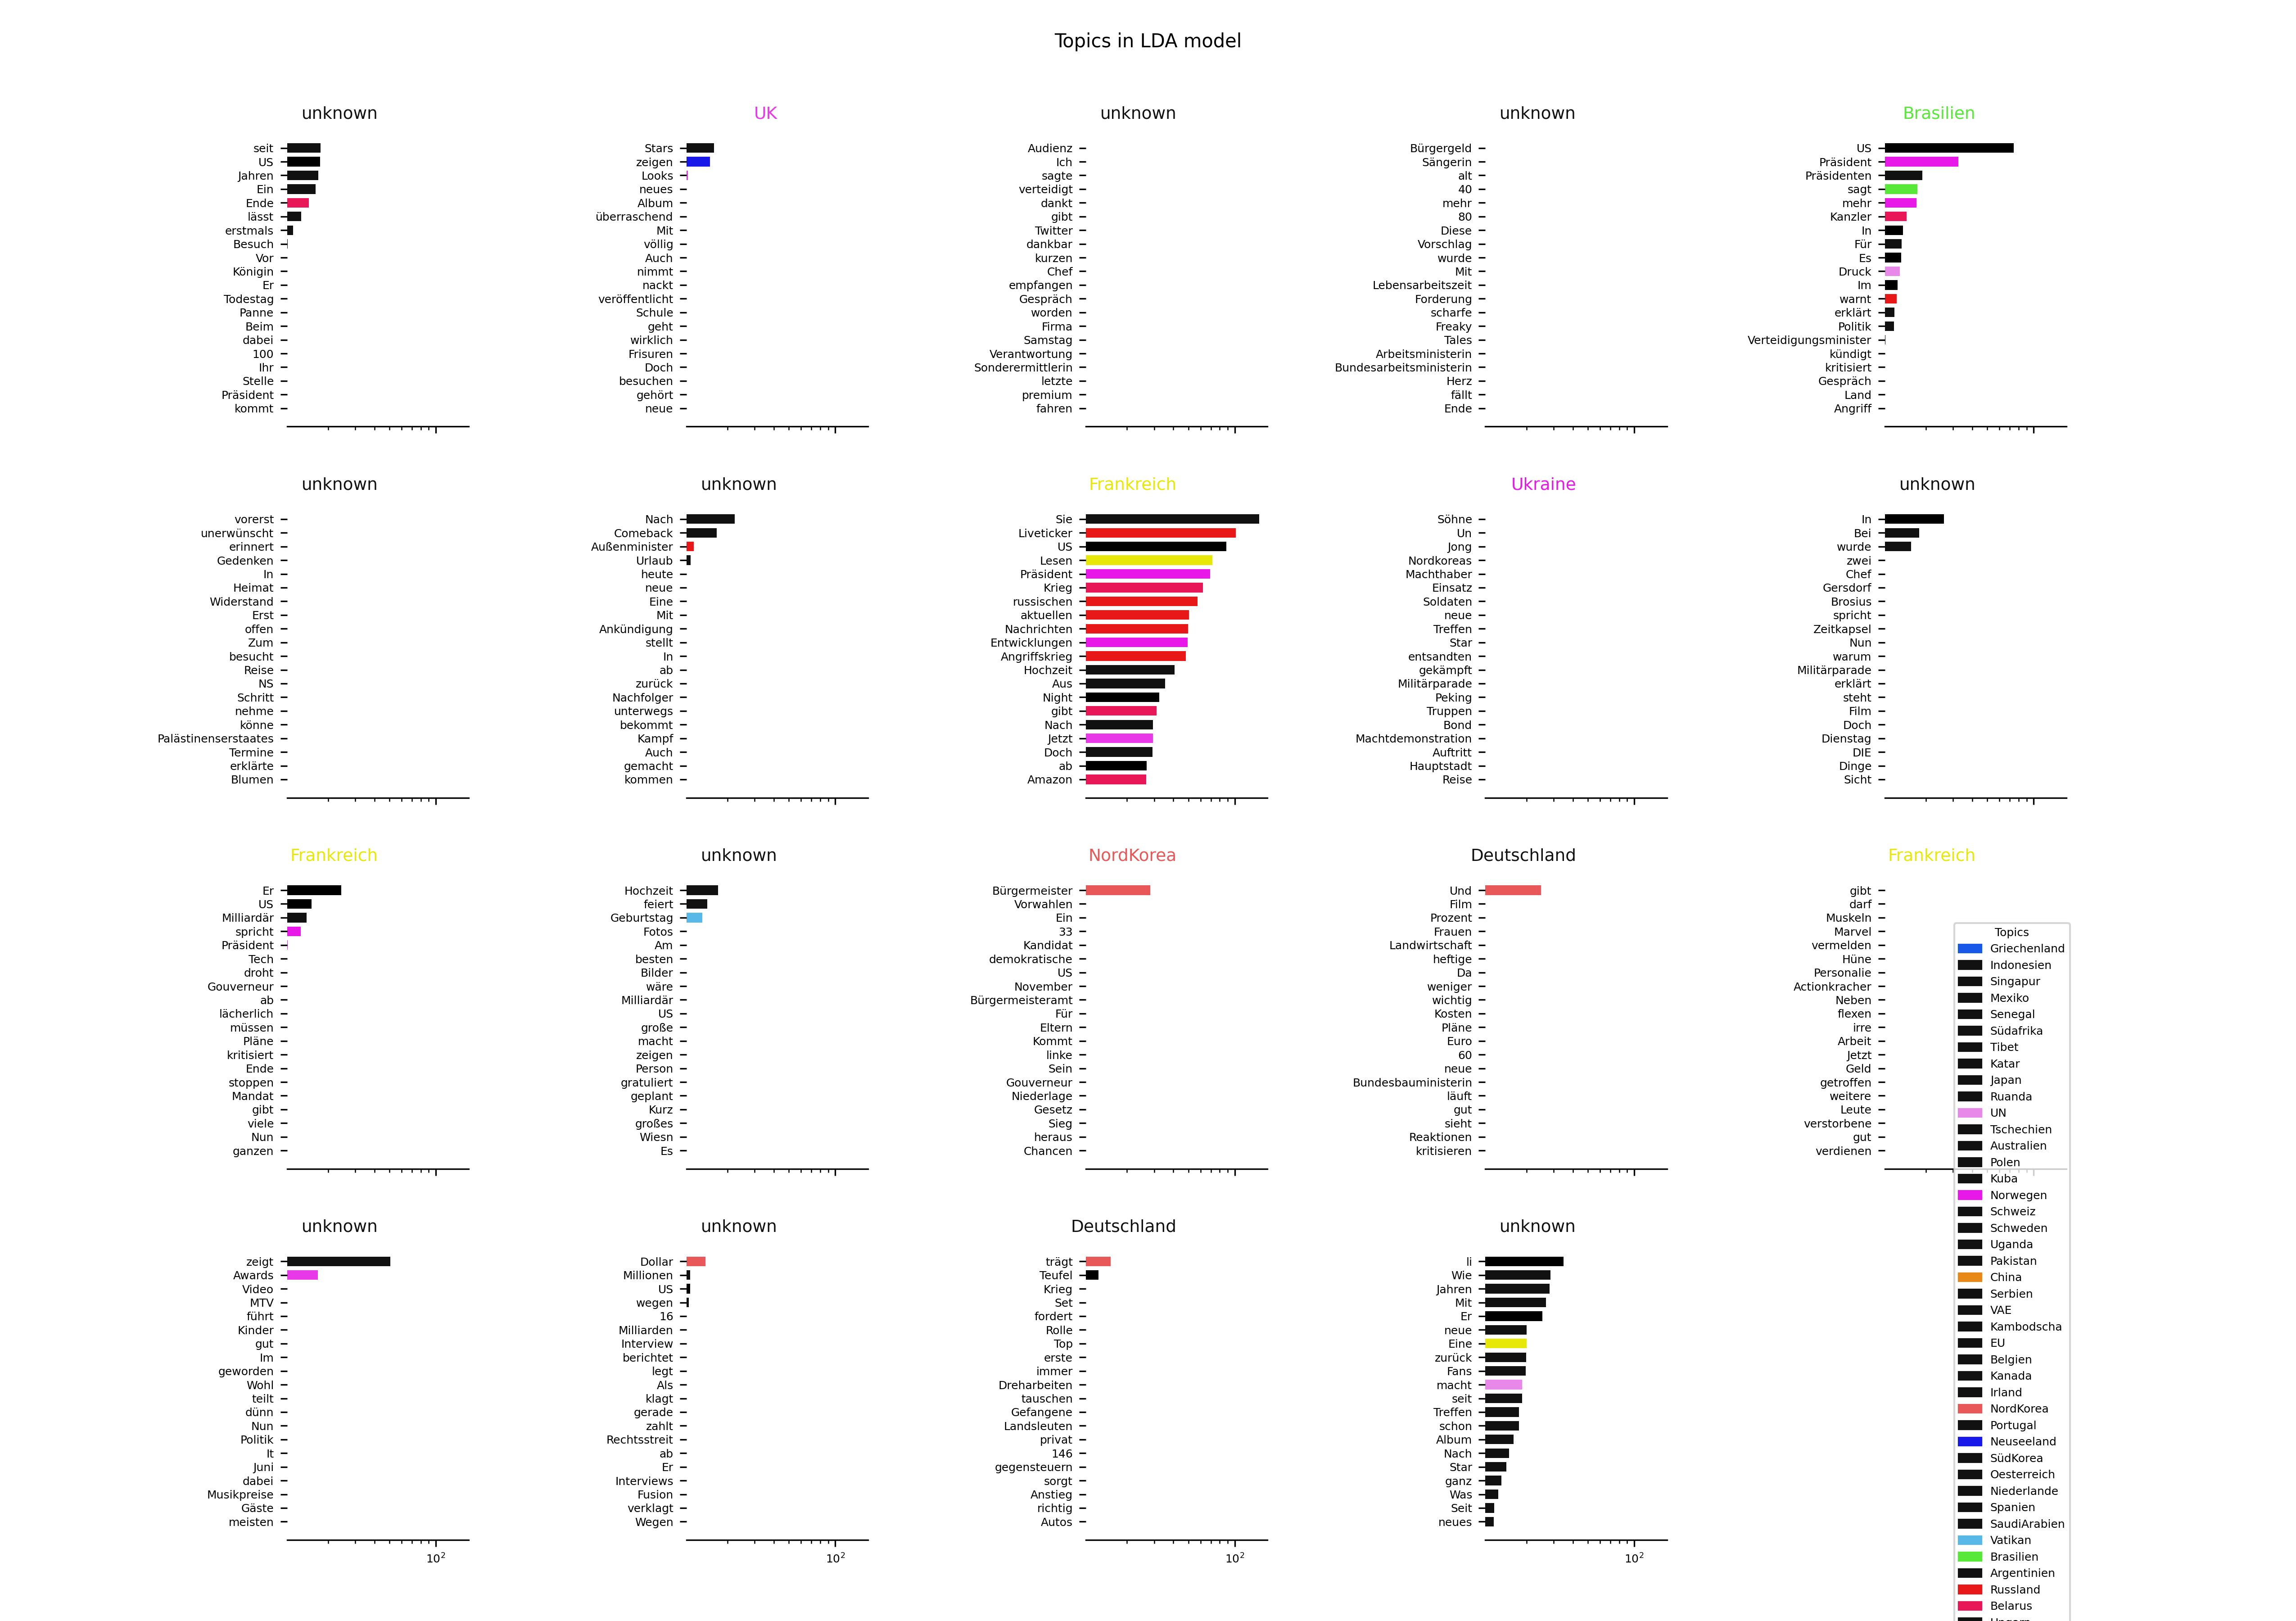 Topics in LDA model
unknown
seit
US
Jahren
Ein
Ende
lässt
erstmals
Besuch
Vor
Königin
Er
Todestag
Panne
Beim
dabei
100
Ihr
Stelle
Präsident
kommt
UK
Stars
zeigen
Looks
neues
Album
überraschend
Mit
völlig
Auch
nimmt
nackt
veröffentlicht
Schule
geht
wirklich
Frisuren
Doch
besuchen
gehört
neue
unknown
Audienz
Ich
sagte
verteidigt
dankt
gibt
Twitter
dankbar
kurzen
Chef
empfangen
Gespräch
worden
Firma
Samstag
Verantwortung
Sonderermittlerin
letzte
premium
fahren
unknown
Bürgergeld
Sängerin
alt
40
mehr
80
Diese
Vorschlag
wurde
Mit
Lebensarbeitszeit
Forderung
scharfe
Freaky
Tales
Arbeitsministerin
Bundesarbeitsministerin
Herz
fällt
Ende
Brasilien
US
Präsident
Präsidenten
sagt
mehr
Kanzler
In
Für
Es
Druck
Im
warnt
erklärt
Politik
Verteidigungsminister
kündigt
kritisiert
Gespräch
Land
Angriff
unknown
vorerst
unerwünscht
erinnert
Gedenken
In
Heimat
Widerstand
Erst
offen
Zum
besucht
Reise
NS
Schritt
nehme
könne
Palästinenserstaates
Termine
erklärte
Blumen
unknown
Nach
Comeback
Außenminister
Urlaub
heute
neue
Eine
Mit
Ankündigung
stellt
In
ab
zurück
Nachfolger
unterwegs
bekommt
Kampf
Auch
gemacht
kommen
Frankreich
Sie
Liveticker
US
Lesen
Präsident
Krieg
russischen
aktuellen
Nachrichten
Entwicklungen
Angriffskrieg
Hochzeit
Aus
Night
gibt
Nach
Jetzt
Doch
ab
Amazon
Ukraine
Söhne
Un
Jong
Nordkoreas
Machthaber
Einsatz
Soldaten
neue
Treffen
Star
entsandten
gekämpft
Militärparade
Peking
Truppen
Bond
Machtdemonstration
Auftritt
Hauptstadt
Reise
unknown
In
Bei
wurde
zwei
Chef
Gersdorf
Brosius
spricht
Zeitkapsel
Nun
warum
Militärparade
erklärt
steht
Film
Doch
Dienstag
DIE
Dinge
Sicht
Frankreich
Er
US
Milliardär
spricht
Präsident
Tech
droht
Gouverneur
ab
lächerlich
müssen
Pläne
kritisiert
Ende
stoppen
Mandat
gibt
viele
Nun
ganzen
unknown
Hochzeit
feiert
Geburtstag
Fotos
Am
besten
Bilder
wäre
Milliardär
US
große
macht
zeigen
Person
gratuliert
geplant
Kurz
großes
Wiesn
Es
NordKorea
Bürgermeister
Vorwahlen
Ein
33
Kandidat
demokratische
US
November
Bürgermeisteramt
Für
Eltern
Kommt
linke
Sein
Gouverneur
Niederlage
Gesetz
Sieg
heraus
Chancen
Deutschland
Und
Film
Prozent
Frauen
Landwirtschaft
heftige
Da
weniger
wichtig
Kosten
Pläne
Euro
60
neue
Bundesbauministerin
läuft
gut
sieht
Reaktionen
kritisieren
Frankreich
gibt
darf
Muskeln
Marvel
vermelden
Hüne
Personalie
Actionkracher
Neben
flexen
irre
Arbeit
Jetzt
Geld
getroffen
weitere
Leute
verstorbene
gut
verdienen
unknown
zeigt
Awards
Video
MTV
führt
Kinder
gut
Im
geworden
Wohl
teilt
dünn
Nun
Politik
It
Juni
dabei
Musikpreise
Gäste
meisten
10²
unknown
Dollar
Millionen
US
wegen
16
Milliarden
Interview
berichtet
legt
Als
klagt
gerade
zahlt
Rechtsstreit
ab
Er
Interviews
Fusion
verklagt
Wegen
10²
Deutschland
trägt
Teufel
Krieg
Set
fordert
Rolle
Top
erste
immer
Dreharbeiten
tauschen
Gefangene
Landsleuten
privat
146
gegensteuern
sorgt
Anstieg
richtig
Autos
10²
unknown
li
Wie
Jahren
Mit
Er
neue
Eine
zurück
Fans
macht
seit
Treffen
schon
Album
Nach
Star
ganz
Was
Seit
neues
10²
Topics
Griechenland
Indonesien
Singapur
Mexiko
Senegal
Südafrika
Tibet
Katar
Japan
Ruanda
UN
Tschechien
Australien
Polen
Kuba
Norwegen
Schweiz
Schweden
Uganda
Pakistan
China
Serbien
VAE
Kambodscha
EU
Belgien
Kanada
Irland
NordKorea
Portugal
Neuseeland
SüdKorea
Oesterreich
Niederlande
Spanien
SaudiArabien
Vatikan
Brasilien
Argentinien
Russland
Belarus